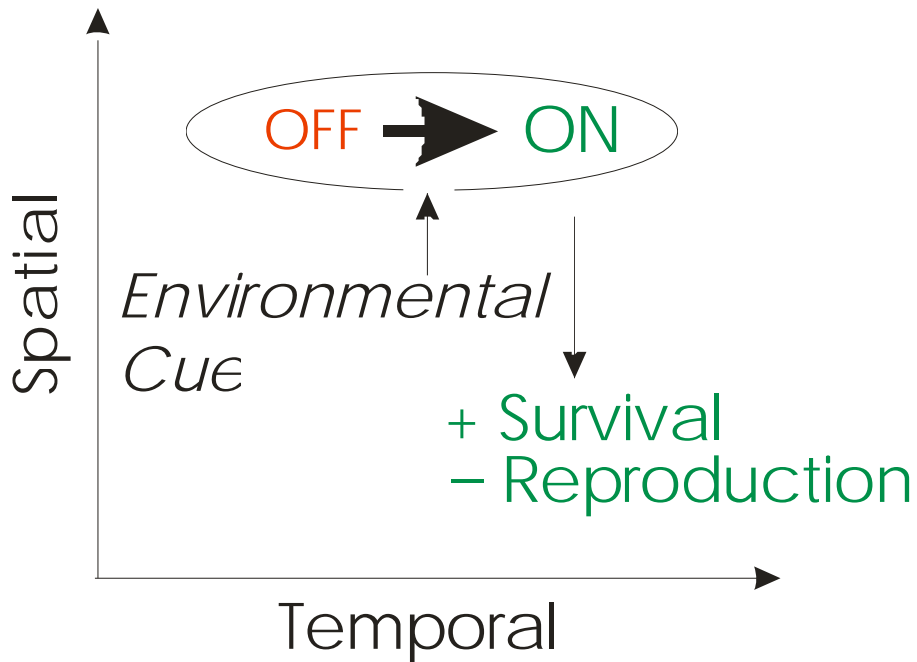 OFF ON
Spatial
Environmental
Cue
+ Survival
− Reproduction
Temporal